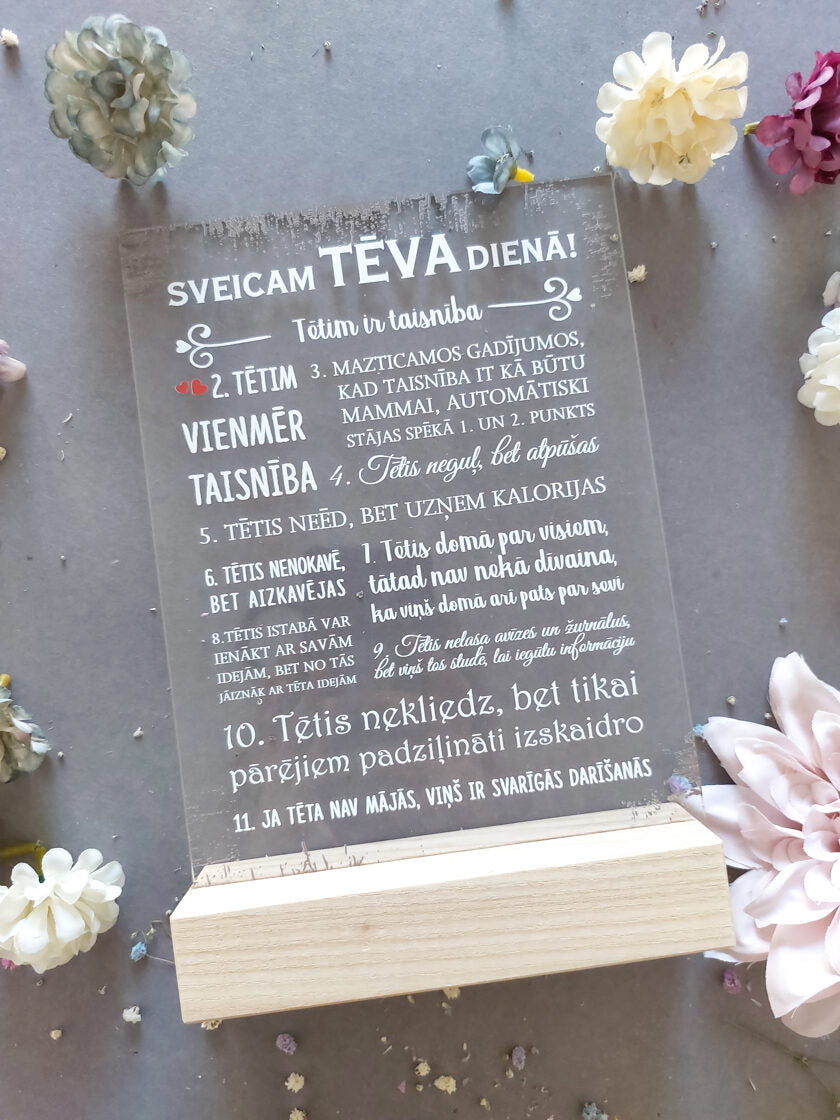 SVEICAM TĒVA DIENĀ!
Tētim ir taisnība
2. TĒTIM
VIENMĒR
TAISNĪBA
3. MAZTICAMOS GADĪJUMOS,
KAD TAISNĪBA IT KĀ BŪTU
MAMMAI, AUTOMĀTISKI
STĀJAS SPĒKĀ 1. UN 2. PUNKTS
4. Tētis neguļ, bet atpūšas
5. TĒTIS NEĒD, BET UZŅEM KALORIJAS
6. TĒTIS NENOKAVĒ,
BET AIZKAVĒJAS
7. Tētis domā par visiem,
tātad nav nekā dīvaina,
ka viņš domā arī pats par sevi
8. TĒTIS ISTABĀ VAR
IENĀKT AR SAVĀM
IDEJĀM, BET NO TĀS
JĀIZNĀK AR TĒTA IDEJĀM
9. Tētis nelasa avīzes un žurnālus,
bet viņš tos studē, lai iegūtu informāciju
10. Tētis nekliedz, bet tikai
pārējiem padziļināti izskaidro
11. JA TĒTA NAV MĀJĀS, VIŅŠ IR SVARĪGĀS DARĪŠANĀS